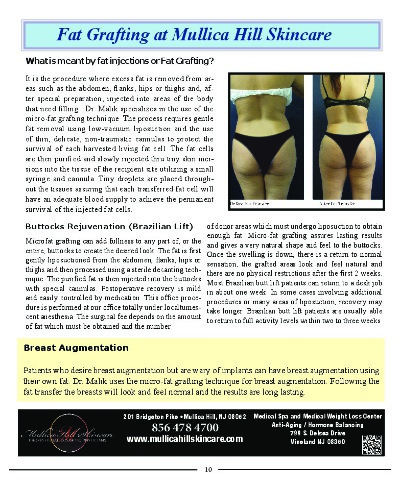 Fat Grafting at Mullica Hill Skincare
What is meant by fat injections or Fat Grafting?
It is the procedure where excess fat is removed from ar-
eas such as the abdomen, flanks, hips or thighs and, af-
ter special preparation, injected into areas of the body
that need filling. Dr. Malik specializes in the use of the
micro-fat grafting technique. The process requires gentle
fat removal using low-vacuum liposuction and the use
of thin, delicate, non-traumatic cannulas to protect the
survival of each harvested living fat cell. The fat cells
are then purified and slowly injected thru tiny skin inci-
sions into the tissue of the recipient site utilizing a small
syringe and cannula. Tiny droplets are placed through-
out the tissues assuring that each transferred fat cell will
have an adequate blood supply to achieve the permanent
survival of the injected fat cells.
Before Transfer
After Transfer
Buttocks Rejuvenation (Brazilian Lift)
Microfat grafting can add fullness to any part of, or the
entire, buttocks to create the desired look. The fat is first
gently liposuctioned from the abdomen, flanks, hips or
thighs and then processed using a sterile decanting tech-
nique. The purified fat is then injected into the buttocks
with special cannulas. Postoperative recovery is mild
and easily controlled by medication. This office proce-
dure is performed at our office totally under local tumes-
cent anesthesia. The surgical fee depends on the amount
of fat which must be obtained and the number
of donor areas which must undergo liposuction to obtain
enough fat. Micro-fat grafting assures lasting results
and gives a very natural shape and feel to the buttocks.
Once the swelling is down, there is a return to normal
sensation, the grafted areas look and feel natural and
there are no physical restrictions after the first 2 weeks.
Most Brazilian butt lift patients can return to a desk job
in about one week. In some cases involving additional
procedures or many areas of liposuction, recovery may
take longer. Brazilian butt lift patients are usually able
to return to full activity levels within two to three weeks.
Breast Augmentation
Patients who desire breast augmentation but are wary of implants can have breast augmentation using
their own fat. Dr. Malik uses the micro-fat grafting technique for breast augmentation. Following the
fat transfer the breasts will look and feel normal and the results are long lasting.
Mullica Hill Skincare
201 Bridgeton Pike • Mullica Hill, NJ 08062
856 478 4700
www.mullicahillskincare.com
Medical Spa and Medical Weight Loss Center
Anti-Aging / Hormone Balancing
798 S Delsea Drive
Vineland NJ 08360
10